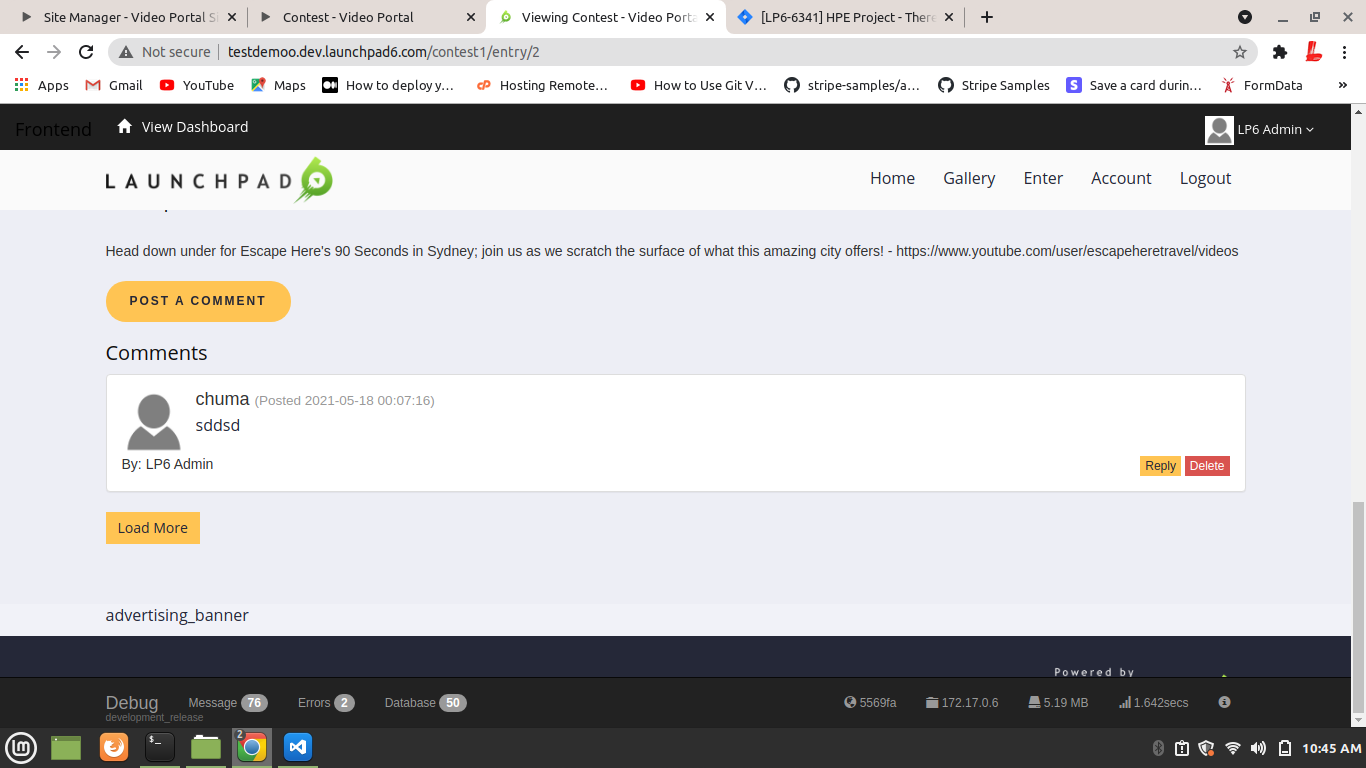 Site Manager - Video Portal S
Contest - Video Portal
Viewing Contest - Video Porta
[LP6-6341] HPE Project - There
Not secure
testdemoo.dev.launchpad6.com/contest1/entry/2
Apps
Gmail
YouTube
Maps
How to deploy y...
Hosting Remote...
How to Use Git V...
stripe-samples/a...
Stripe Samples
Save a card durin...
FormData
»
Frontend
View Dashboard
LP6 Admin
LAUNCHPAD6
Home
Gallery
Enter
Account
Logout
Head down under for Escape Here's 90 Seconds in Sydney; join us as we scratch the surface of what this amazing city offers! - https://www.youtube.com/user/escapeheretravel/videos
POST A COMMENT
Comments
chuma (Posted 2021-05-18 00:07:16)
sddsd
By: LP6 Admin
Reply
Delete
Load More
advertising_banner
Powered by
Debug
development_release
Message 76
Errors 2
Database 50
5569fa
172.17.0.6
5.19 MB
1.642secs
2
10:45 AM